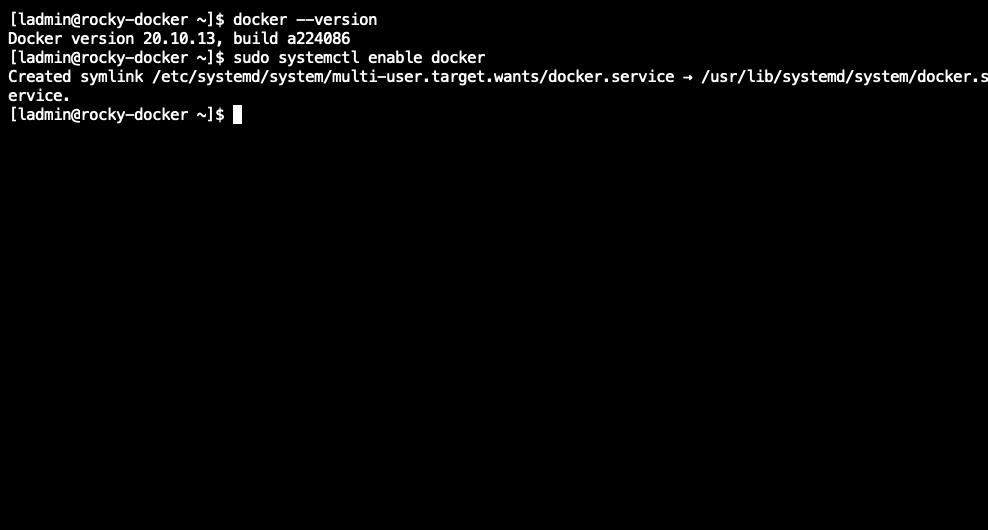 [ladmin@rocky-docker ~]$ docker --version
Docker version 20.10.13, build a224086
[ladmin@rocky-docker ~]$ sudo systemctl enable docker
Created symlink /etc/systemd/system/multi-user.target.wants/docker.service → /usr/lib/systemd/system/docker.s
ervice.
[ladmin@rocky-docker ~]$